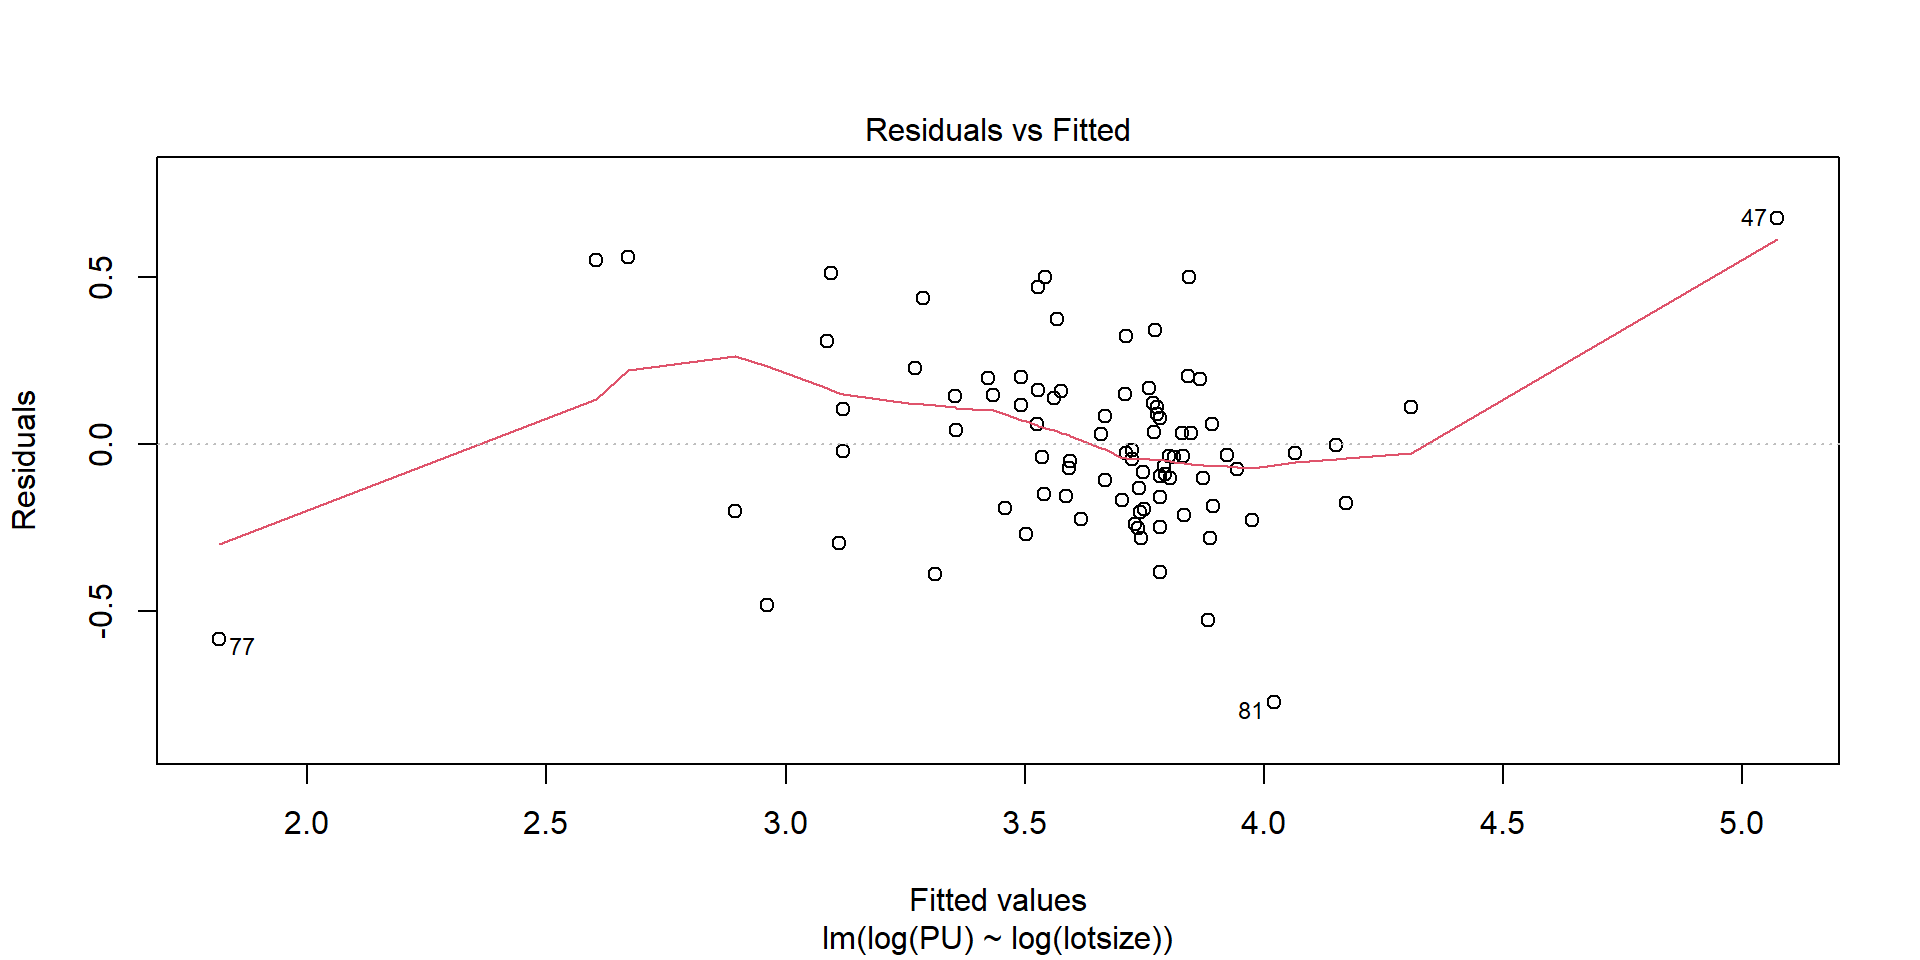 Residuals vs Fitted
Residuals
0.5
0.0
-0.5
47
77
81
2.0 2.5 3.0 3.5 4.0 4.5 5.0
Fitted values
lm(log(PU) ~ log(lotsize))